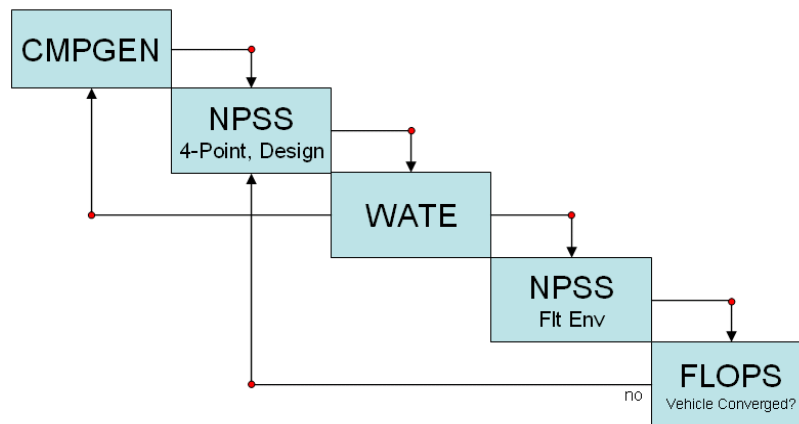 CMPGEN
NPSS
4-Point, Design
WATE
NPSS
Flt Env
FLOPS
no
Vehicle Converged?